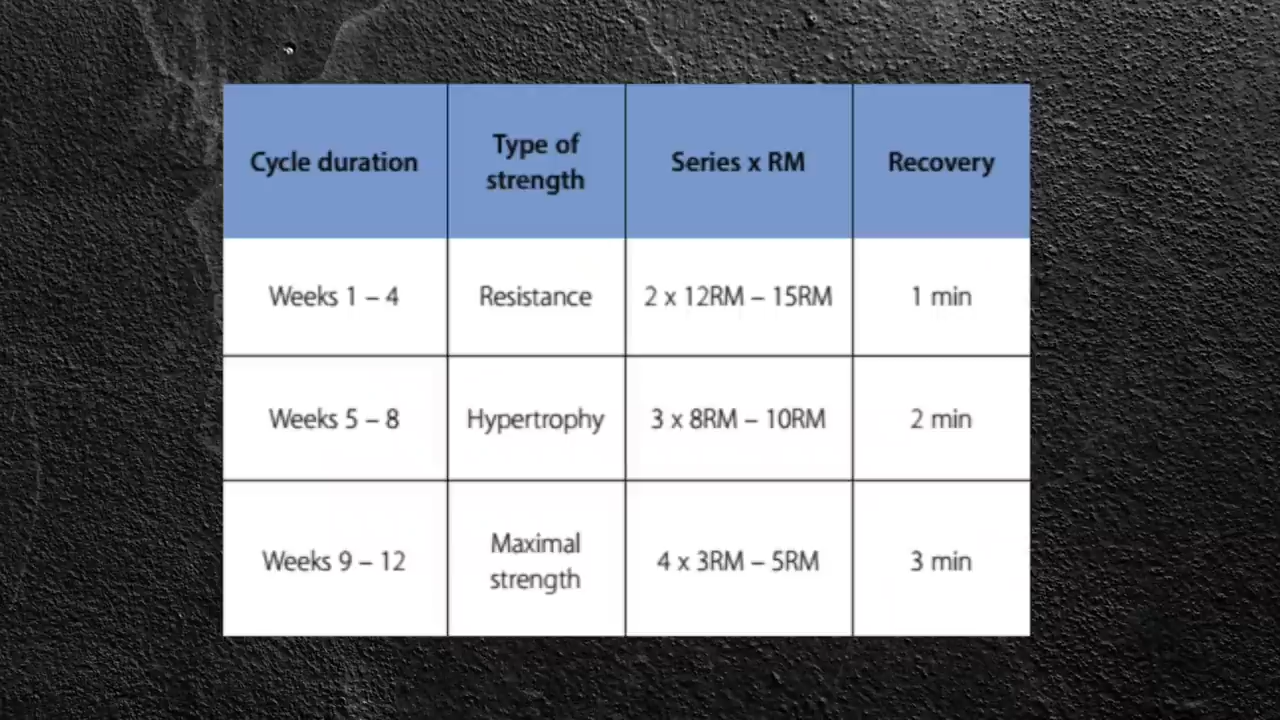 Cycle duration
Type of
strength
Series x RM
Recovery
Weeks 1 – 4
Resistance
2 x 12RM – 15RM
1 min
Weeks 5 – 8
Hypertrophy
3 x 8RM – 10RM
2 min
Weeks 9 – 12
Maximal
strength
4 x 3RM – 5RM
3 min